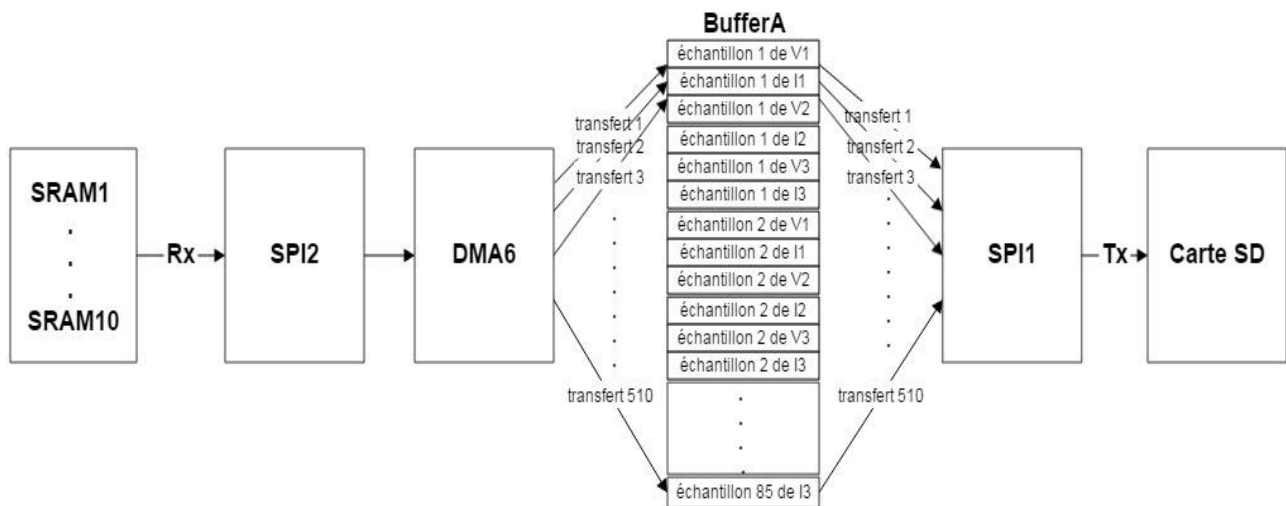 BufferA
échantillon 1 de V1
échantillon 1 de I1
échantillon 1 de V2
échantillon 1 de I2
échantillon 1 de V3
échantillon 1 de I3
échantillon 2 de V1
échantillon 2 de I1
échantillon 2 de V2
échantillon 2 de I2
échantillon 2 de V3
échantillon 2 de I3
échantillon 85 de I3
SRAM1
SRAM10
Rx
SPI2
DMA6
transfert 1
transfert 2
transfert 3
transfert 510
transfert 1
transfert 2
transfert 3
transfert 510
SPI1
Tx
Carte SD